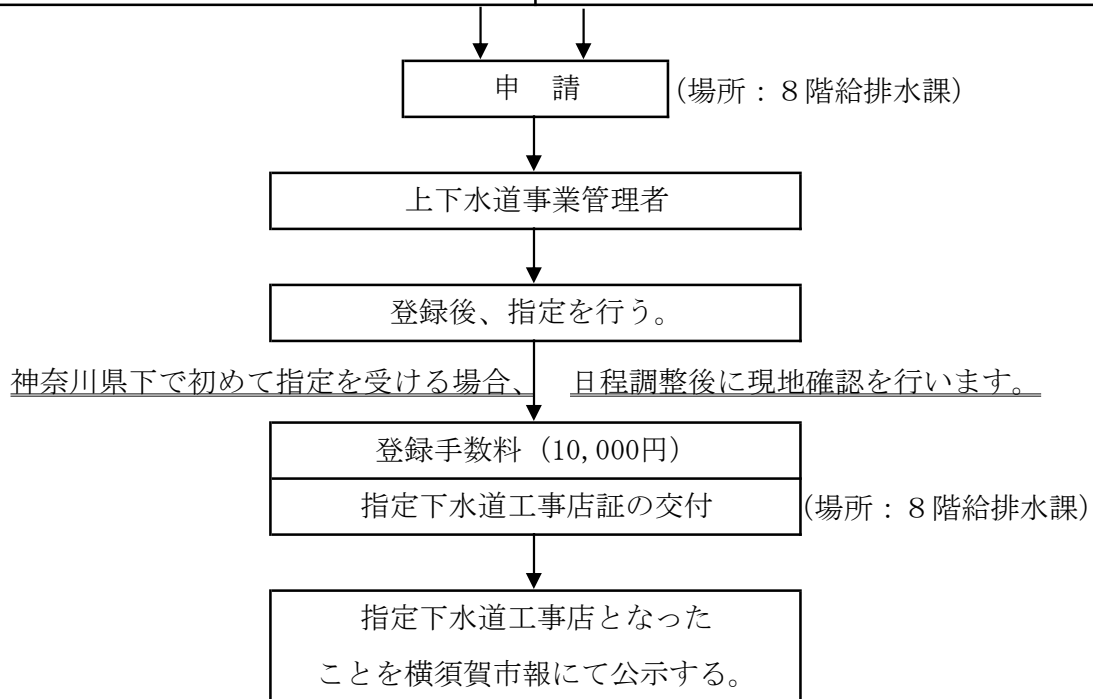 申 請
(場所：８階給排水課)
上下水道事業管理者
登録後、指定を行う。
神奈川県下で初めて指定を受ける場合、 日程調整後に現地確認を行います。
登録手数料（10,000円）
指定下水道工事店証の交付
(場所：８階給排水課)
指定下水道工事店となった
ことを横須賀市報にて公示する。